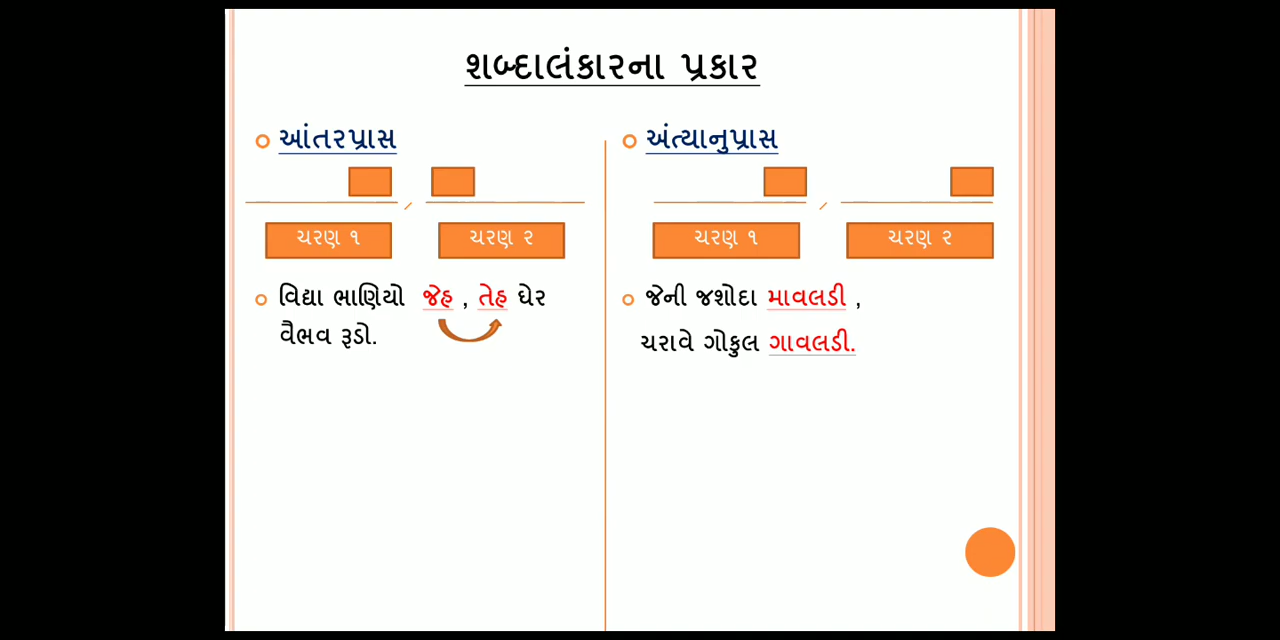 શબ્દાલંકારના પ્રકાર
આંતરપ્રાસ
ચરણ ૧
ચરણ ૨
વિદ્યા ભાણિયો જેહ , તેહ ઘેર
વૈભવ રૂડો.
અંત્યાનુપ્રાસ
ચરણ ૧
ચરણ ૨
જેની જશોદા માવલડી ,
ચરાવે ગોકુલ ગાવલડી.